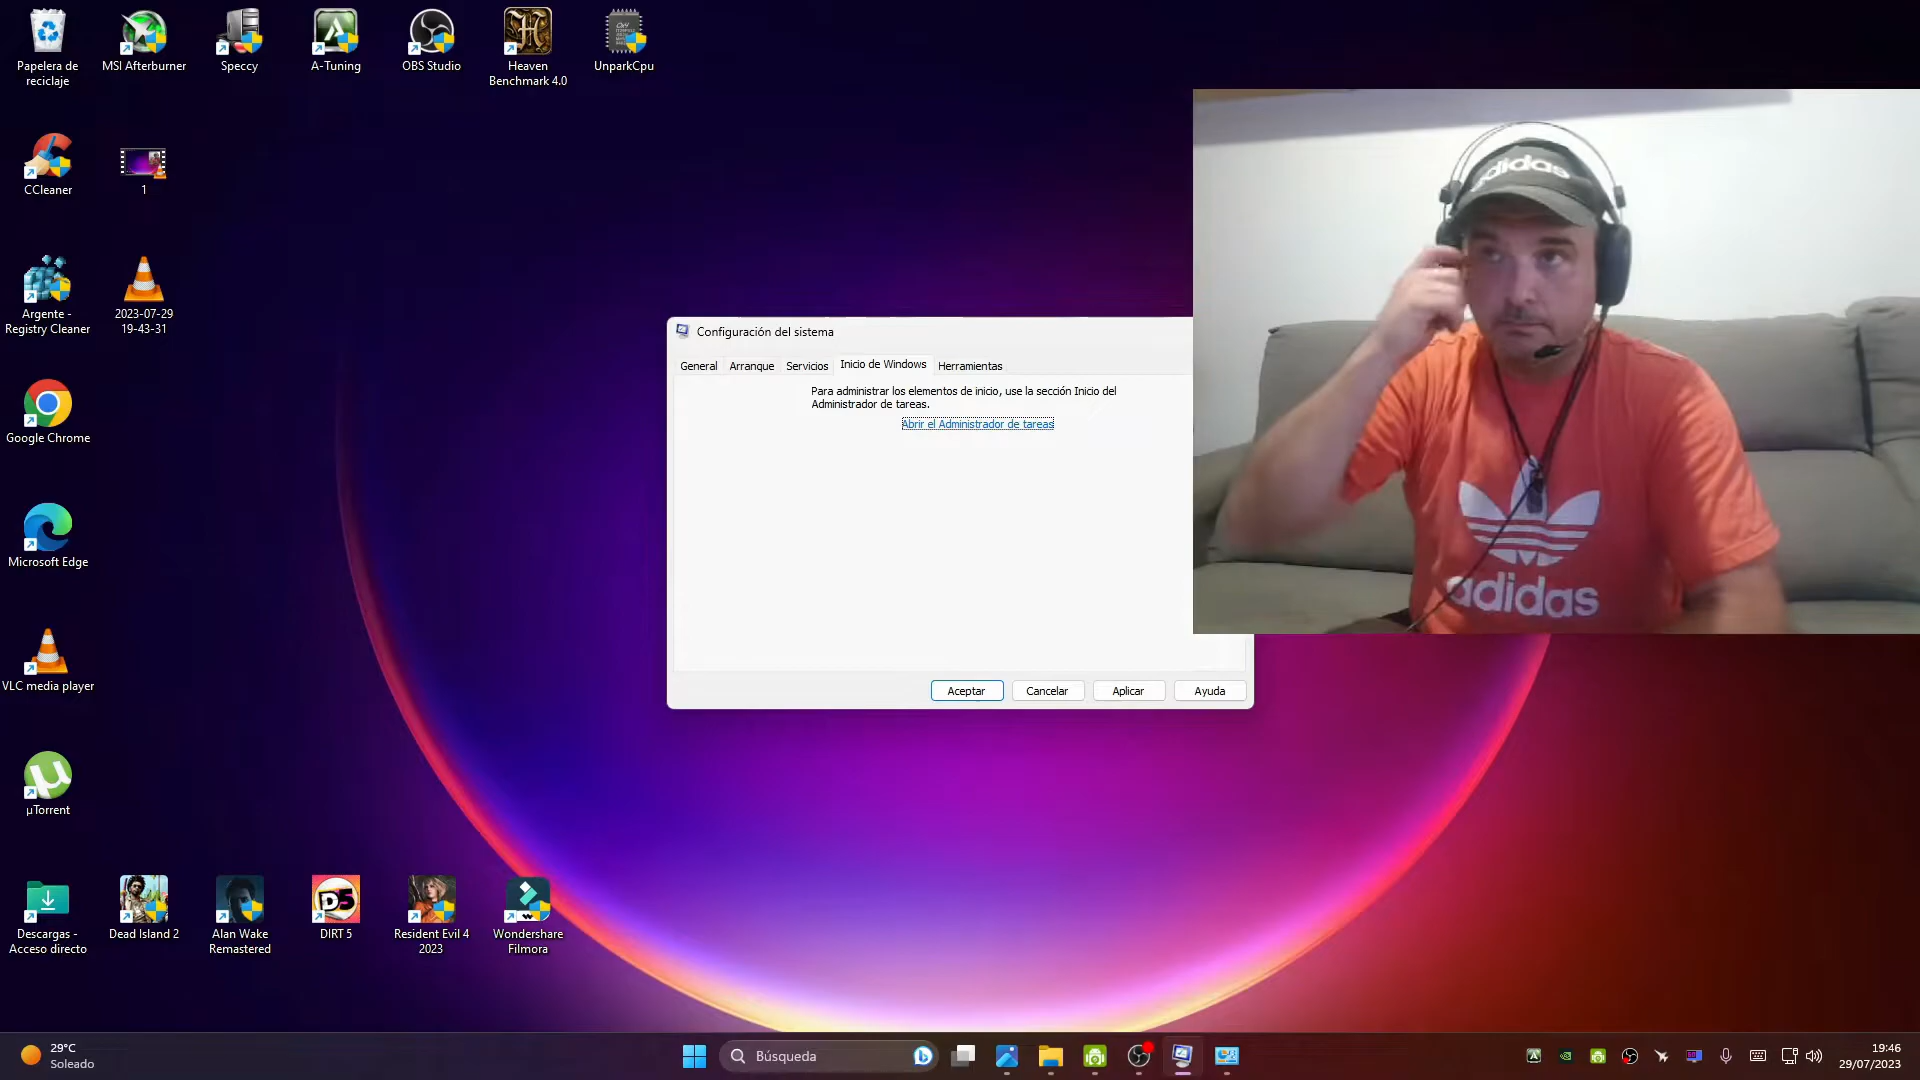 Papelera de
reciclaje
MSI Afterburner
Speccy
A-Tuning
OBS Studio
Heaven
Benchmark 4.0
UnparkCpu
CCleaner
1
Argente -
Registry Cleaner
2023-07-29
19-43-31
Google Chrome
Microsoft Edge
VLC media player
µTorrent
Descargas -
Acceso directo
Dead Island 2
Alan Wake
Remastered
D5
DIRT 5
Resident Evil 4
2023
Wondershare
Filmora
Configuración del sistema
General
Arranque
Servicios
Inicio de Windows
Herramientas
Para administrar los elementos de inicio, use la sección Inicio del
Administrador de tareas.
Abrir el Administrador de tareas
Aceptar
Cancelar
Aplicar
Ayuda
adidas
adidas
29°C
Soleado
Búsqueda
19:46
29/07/2023